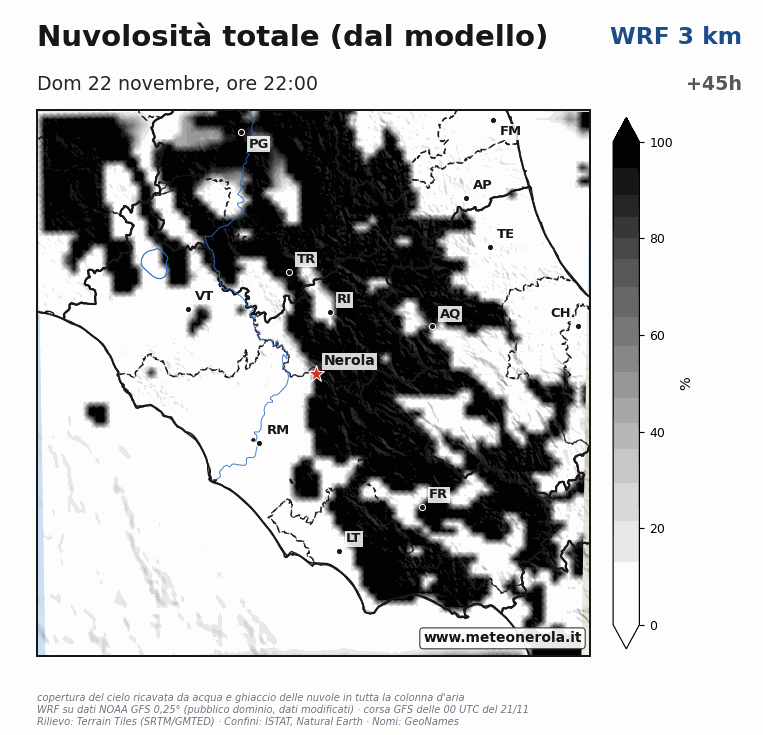 Nuvolosità totale (dal modello)
WRF 3 km
Dom 22 novembre, ore 22:00
+45h
FM
PG
AP
TE
TR
VT
RI
AQ
CH
Nerola
RM
FR
LT
www.meteonerola.it
100
80
60
40
20
0
%
copertura del cielo ricavata da acqua e ghiaccio delle nuvole in tutta la colonna d'aria
WRF su dati NOAA GFS 0,25° (pubblico dominio, dati modificati) · corsa GFS delle 00 UTC del 21/11
Rilievo: Terrain Tiles (SRTM/GMTED) · Confini: ISTAT, Natural Earth · Nomi: GeoNames